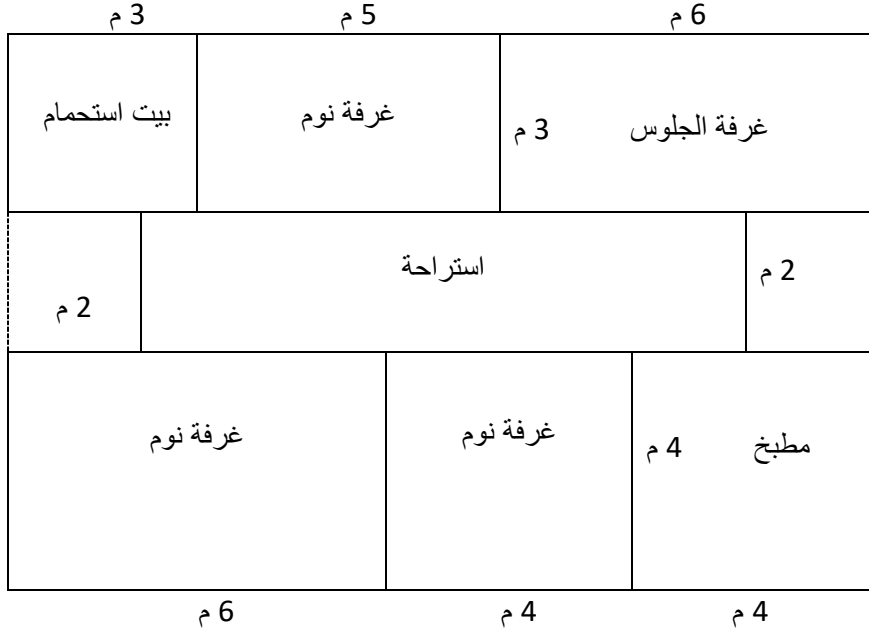 6 م
5 م
3 م
غرفة الجلوس
3 م
غرفة نوم
بيت استحمام
2 م
استراحة
2 م
مطبخ
4 م
غرفة نوم
غرفة نوم
4 م
4 م
6 م